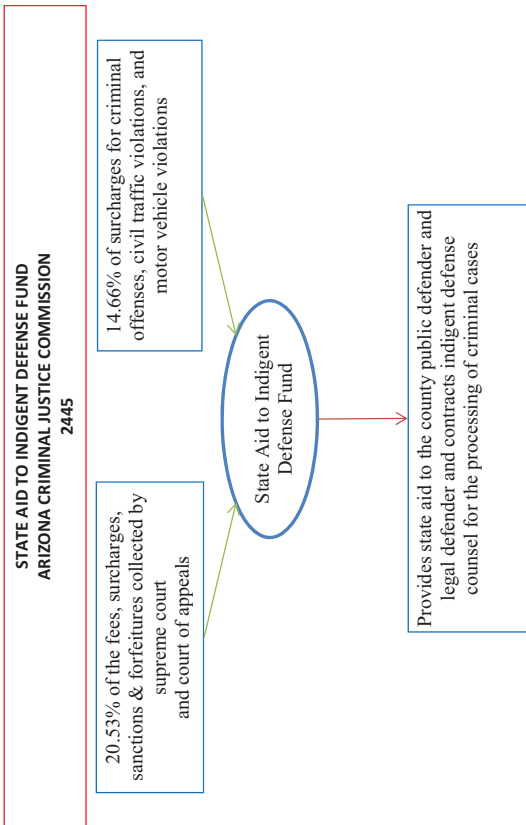 STATE AID TO INDIGENT DEFENSE FUND
ARIZONA CRIMINAL JUSTICE COMMISSION
2445
20.53% of the fees, surcharges,
sanctions & forfeitures collected by
supreme court
and court of appeals
14.66% of surcharges for criminal
offenses, civil traffic violations, and
motor vehicle violations
State Aid to Indigent
Defense Fund
Provides state aid to the county public defender and
legal defender and contracts indigent defense
counsel for the processing of criminal cases